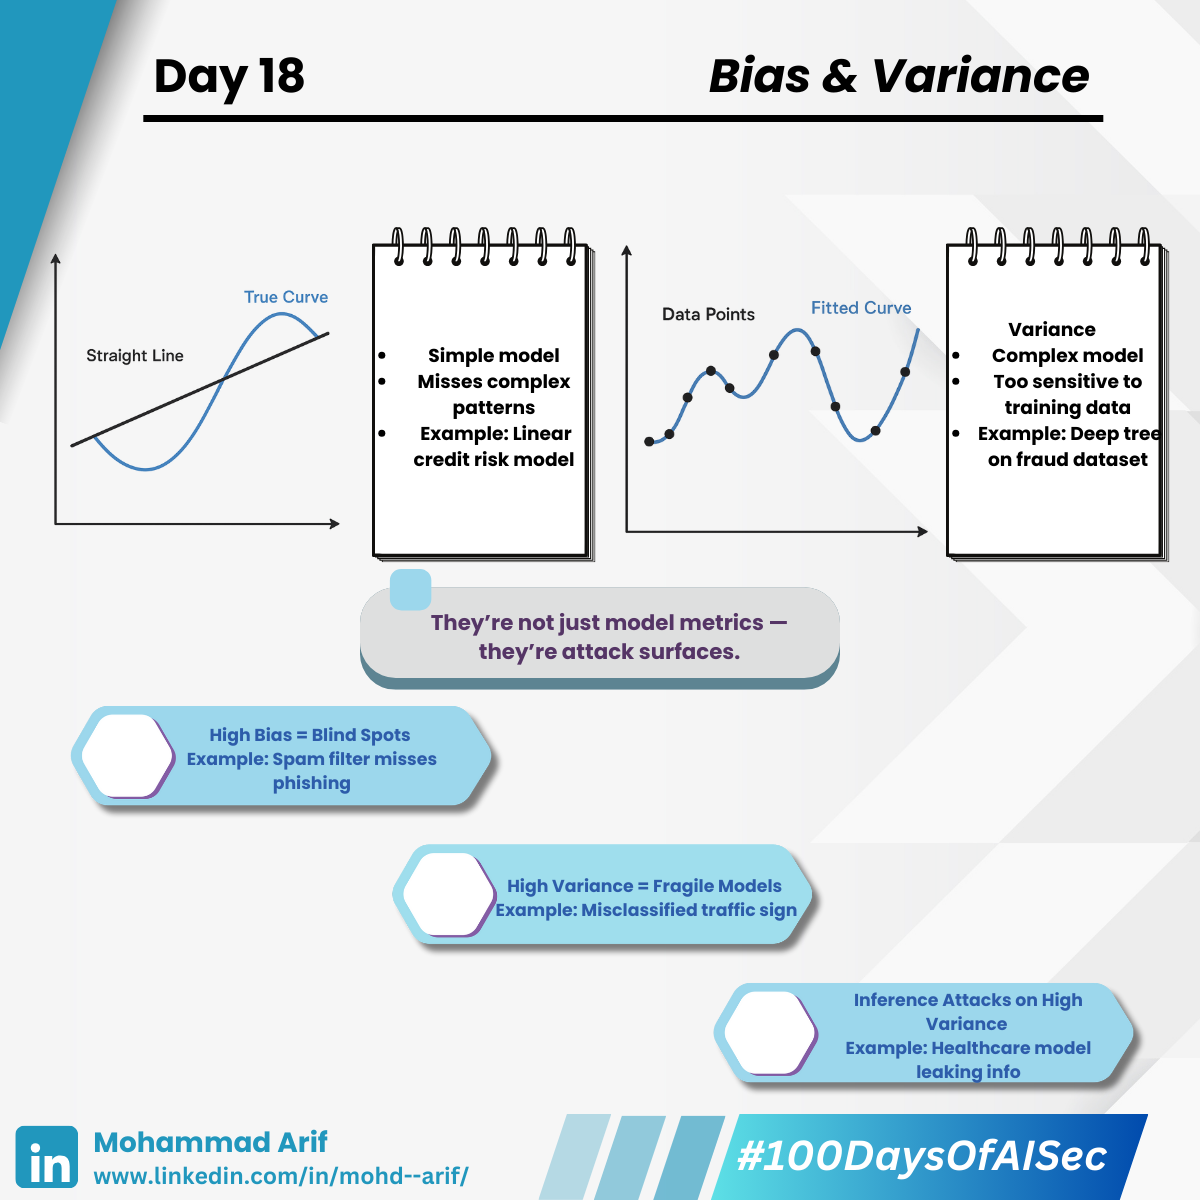 Day 18
Bias & Variance
True Curve
Straight Line
• Simple model
• Misses complex
patterns
• Example: Linear
credit risk model
Data Points
Fitted Curve
Variance
• Complex model
• Too sensitive to
training data
• Example: Deep tree
on fraud dataset
They’re not just model metrics —
they’re attack surfaces.
High Bias = Blind Spots
Example: Spam filter misses
phishing
High Variance = Fragile Models
Example: Misclassified traffic sign
Inference Attacks on High
Variance
Example: Healthcare model
leaking info
in
Mohammad Arif
www.linkedin.com/in/mohd--arif/
#100DaysOfAISec